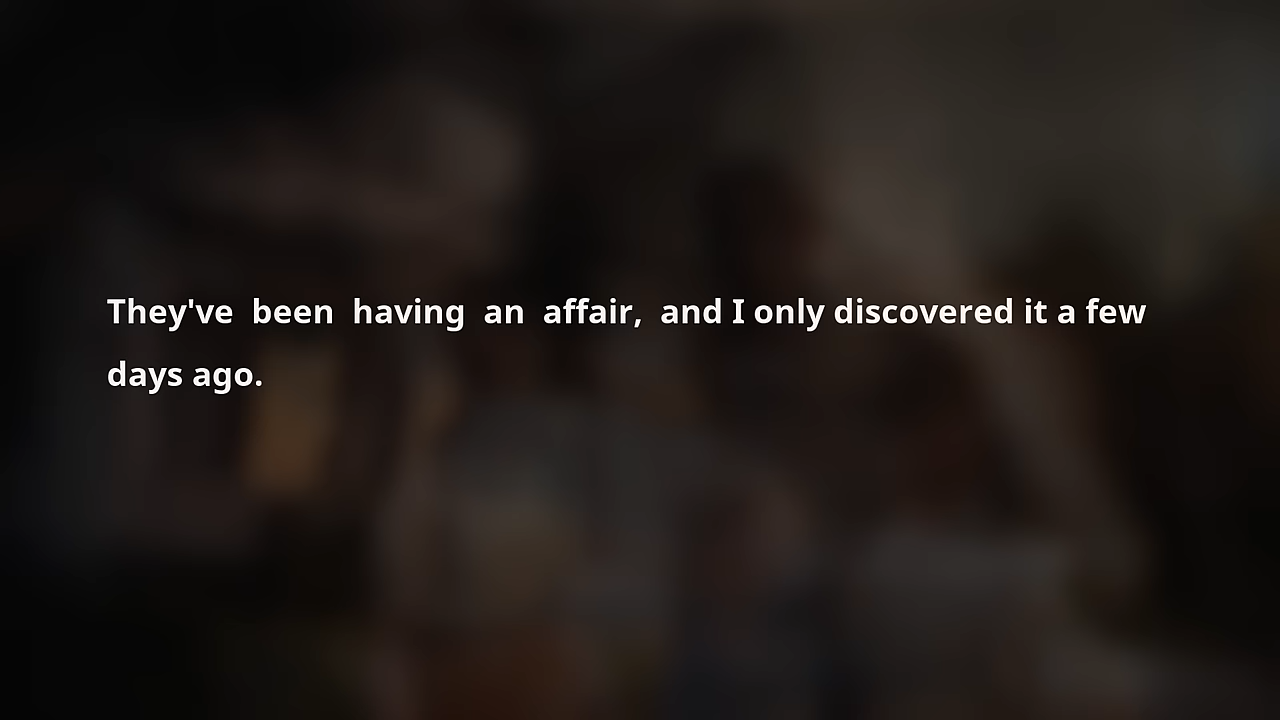 They've been having an affair, and I only discovered it a few
days ago.